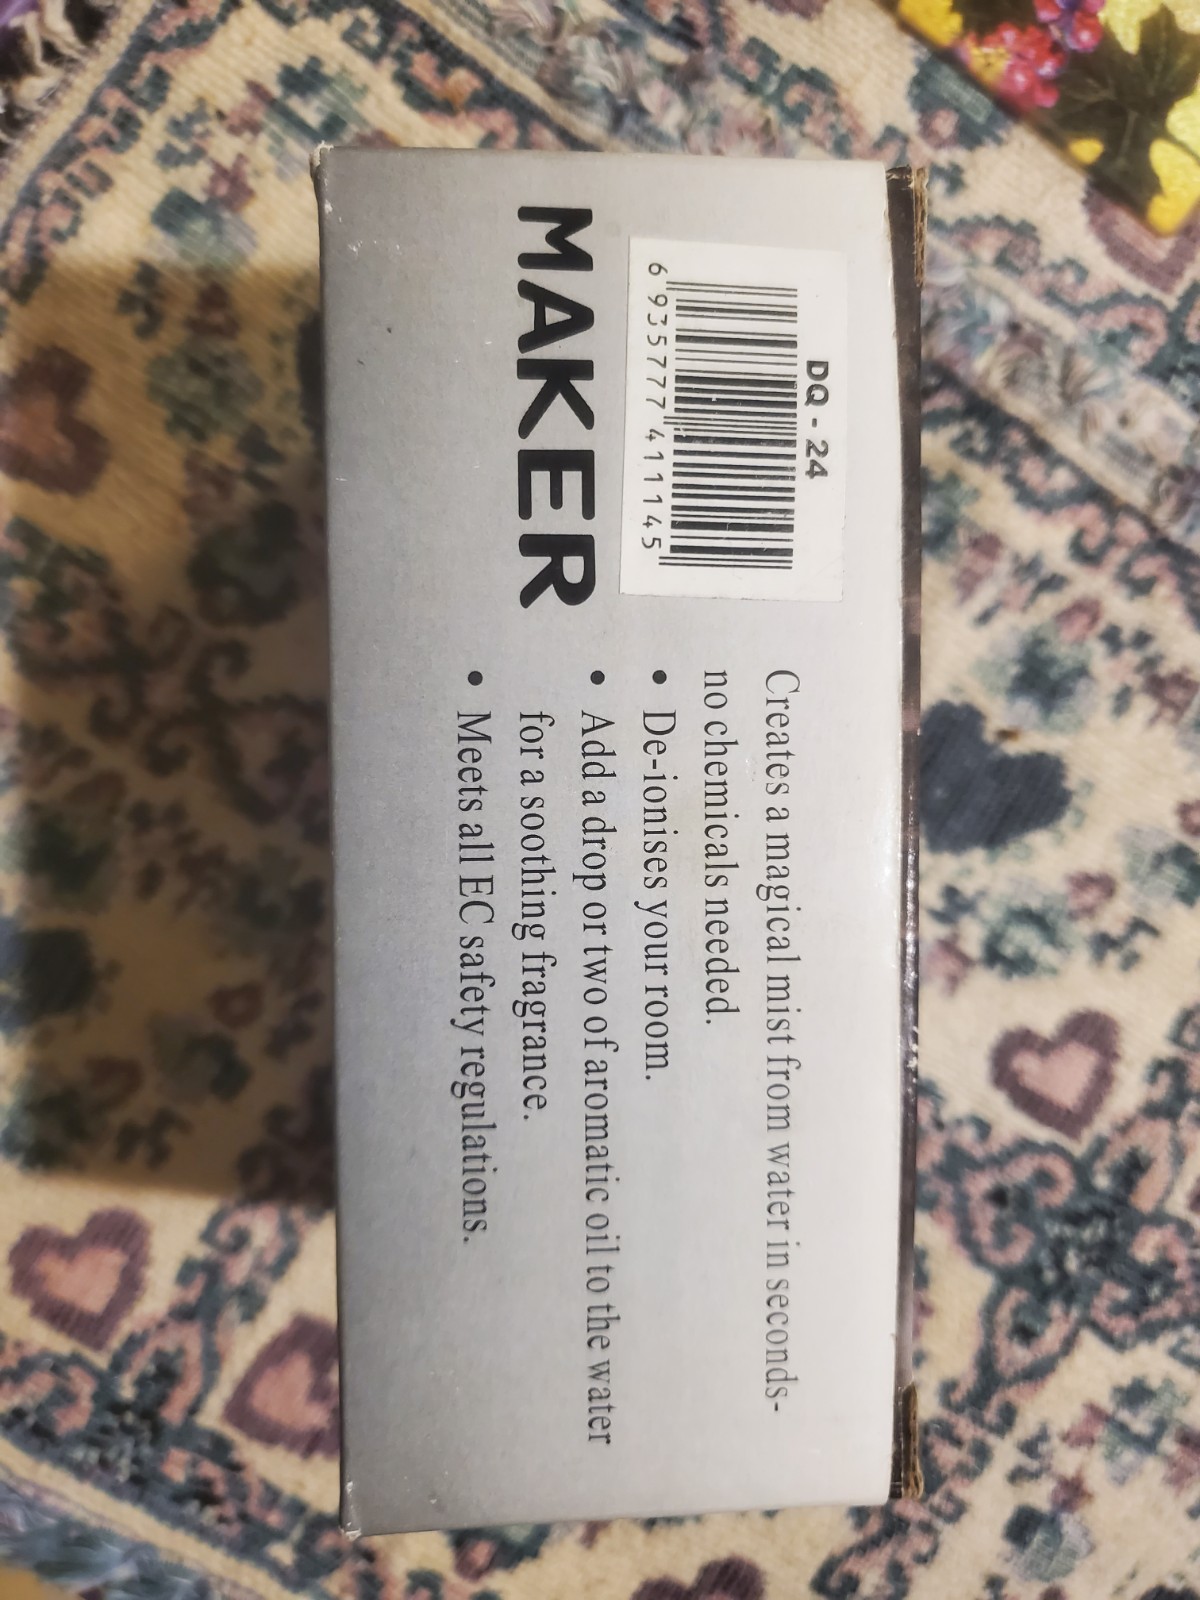 DQ - 24
6 935777 411145
MAKER
Creates a magical mist from water in seconds-
no chemicals needed.
• De-ionises your room.
• Add a drop or two of aromatic oil to the water
for a soothing fragrance.
• Meets all EC safety regulations.